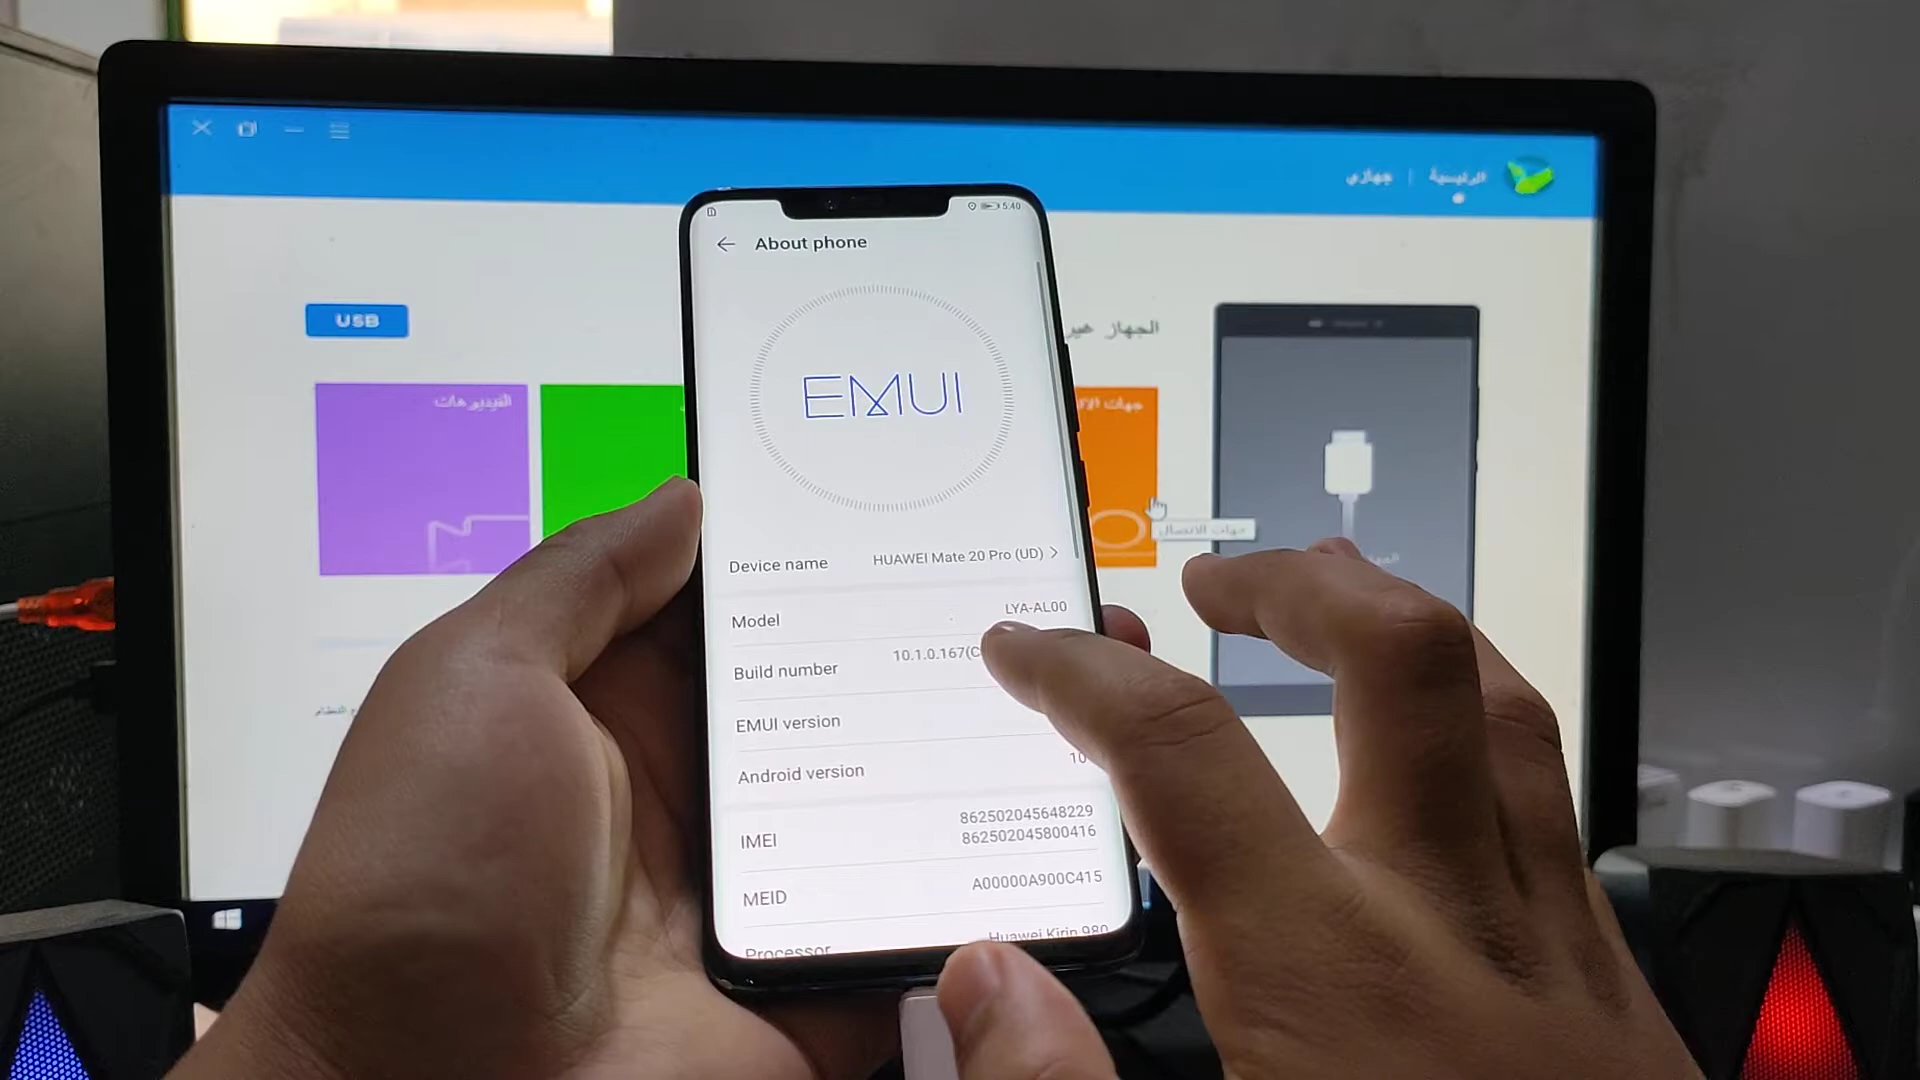 الرئيسية | جهازي
5:40
About phone
USB
EMUI
الجهاز غير
الفيديوهات
جهات الاتصال
Device name HUAWEI Mate 20 Pro (UD)
Model LYA-AL00
Build number 10.1.0.167(C
EMUI version
Android version 10
IMEI 862502045648229
862502045800416
MEID A00000A900C415
Processor Huawei Kirin 980